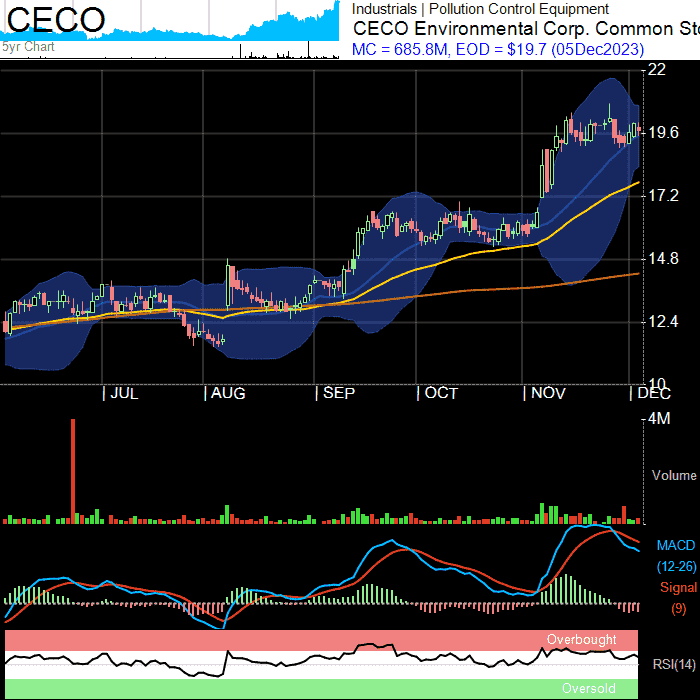 CECO
5yr Chart
Industrials | Pollution Control Equipment
CECO Environmental Corp. Common Sto
MC = 685.8M, EOD = $19.7 (05Dec2023)
22
19.6
17.2
14.8
12.4
10
| JUL | AUG | SEP | OCT | NOV | DEC
4M
Volume
MACD
(12-26)
Signal
(9)
Overbought
RSI(14)
Oversold